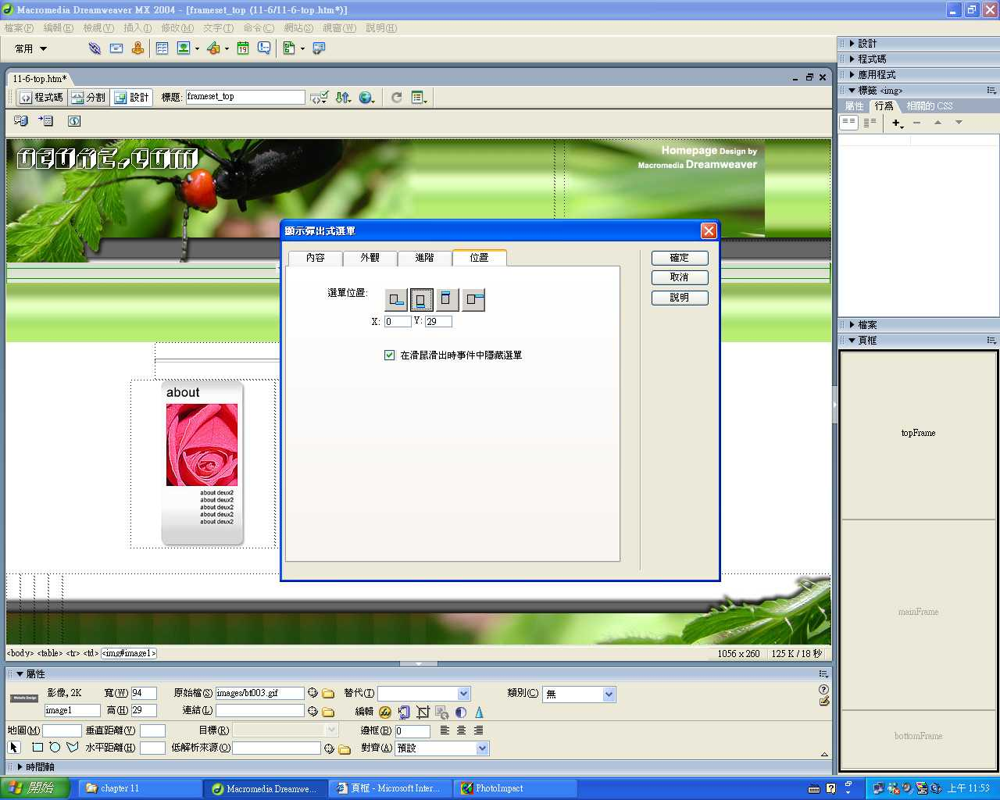 Macromedia Dreamweaver MX 2004 - [frameset_top (11-6/11-6-top.htm*)]
檔案(F) 編輯(E) 檢視(V) 插入(I) 修改(M) 文字(T) 命令(C) 網站(S) 視窗(W) 說明(H)
常用
11-6-top.htm*
程式碼 分割 設計 標題: frameset_top
Homepage Design by
Macromedia Dreamweaver
顯示彈出式選單
內容 外觀 進階 位置
選單位置:
X: 0 Y: 29
在滑鼠滑出時事件中隱藏選單
確定
取消
說明
about
about deux2
about deux2
about deux2
about deux2
about deux2
<body> <table> <tr> <td> <img#image1>
1056 x 260 125 K / 18 秒
設計
程式碼
應用程式
標籤 <img>
屬性 行為 相關的 CSS
檔案
頁框
topFrame
mainFrame
bottomFrame
屬性
Website Design
影像, 2K 寬(W) 94 原始檔(S) images/bt003.gif 替代(T) 類別(C) 無
image1 高(H) 29 連結(L) 編輯
地圖(M) 垂直距離(V) 目標(R) 邊框(B) 0
水平距離(H) 低解析來源(O) 對齊(A) 預設
時間軸
開始 chapter 11 Macromedia Dreamwe... 頁框 - Microsoft Inter... PhotoImpact 上午 11:53